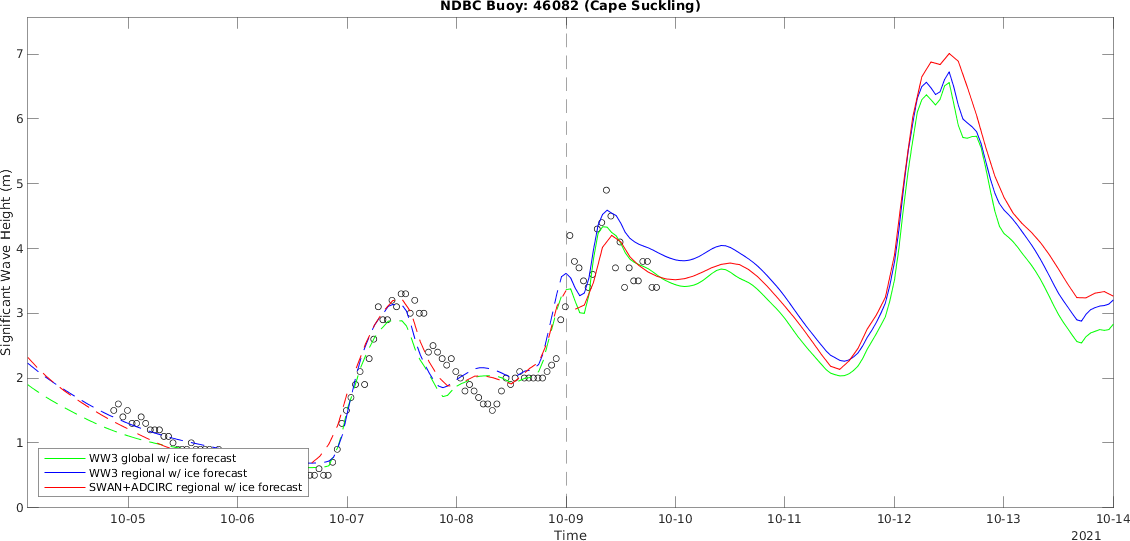 NDBC Buoy: 46082 (Cape Suckling)
Significant Wave Height (m)
7
6
5
4
3
2
1
0
WW3 global w/ ice forecast
WW3 regional w/ ice forecast
SWAN+ADCIRC regional w/ ice forecast
10-05 10-06 10-07 10-08 10-09 10-10 10-11 10-12 10-13 10-14
Time
2021